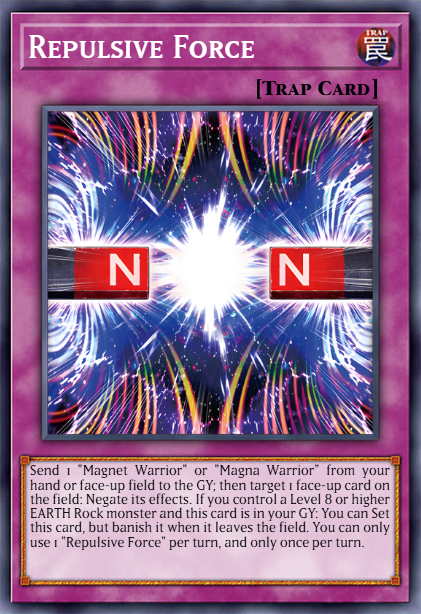 Repulsive Force
TRAP
罠
[Trap Card]
N N
Send 1 "Magnet Warrior" or "Magna Warrior" from your
hand or face-up field to the GY; then target 1 face-up card on
the field: Negate its effects. If you control a Level 8 or higher
EARTH Rock monster and this card is in your GY: You can Set
this card, but banish it when it leaves the field. You can only
use 1 "Repulsive Force" per turn, and only once per turn.